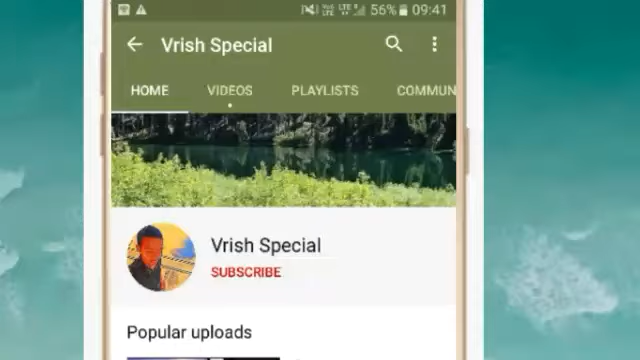 56% 09:41
Vrish Special
HOME VIDEOS PLAYLISTS COMMUN
Vrish Special
SUBSCRIBE
Popular uploads